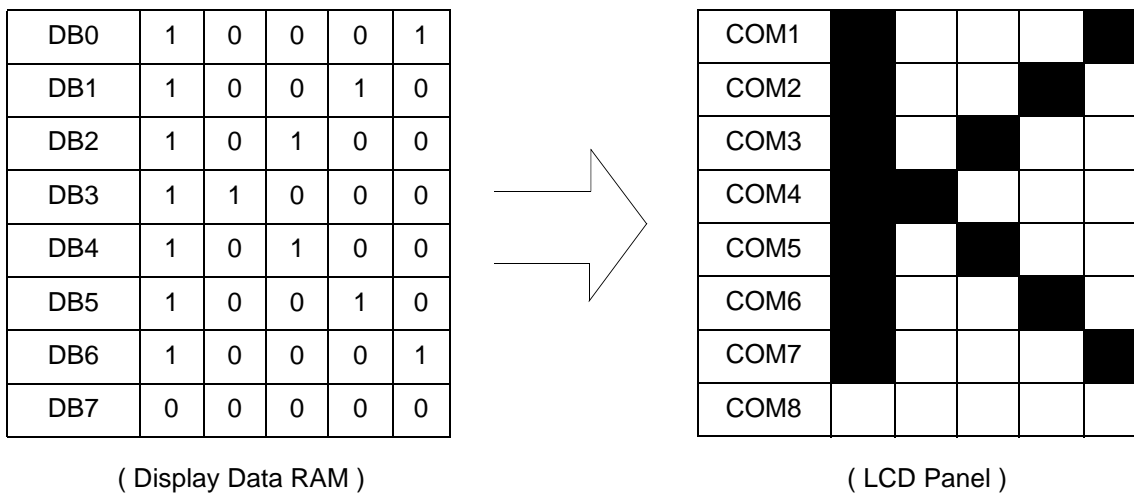 DB0 1 0 0 0 1 COM1
DB1 1 0 0 1 0 COM2
DB2 1 0 1 0 0 COM3
DB3 1 1 0 0 0 COM4
DB4 1 0 1 0 0 COM5
DB5 1 0 0 1 0 COM6
DB6 1 0 0 0 1 COM7
DB7 0 0 0 0 0 COM8
( Display Data RAM ) ( LCD Panel )